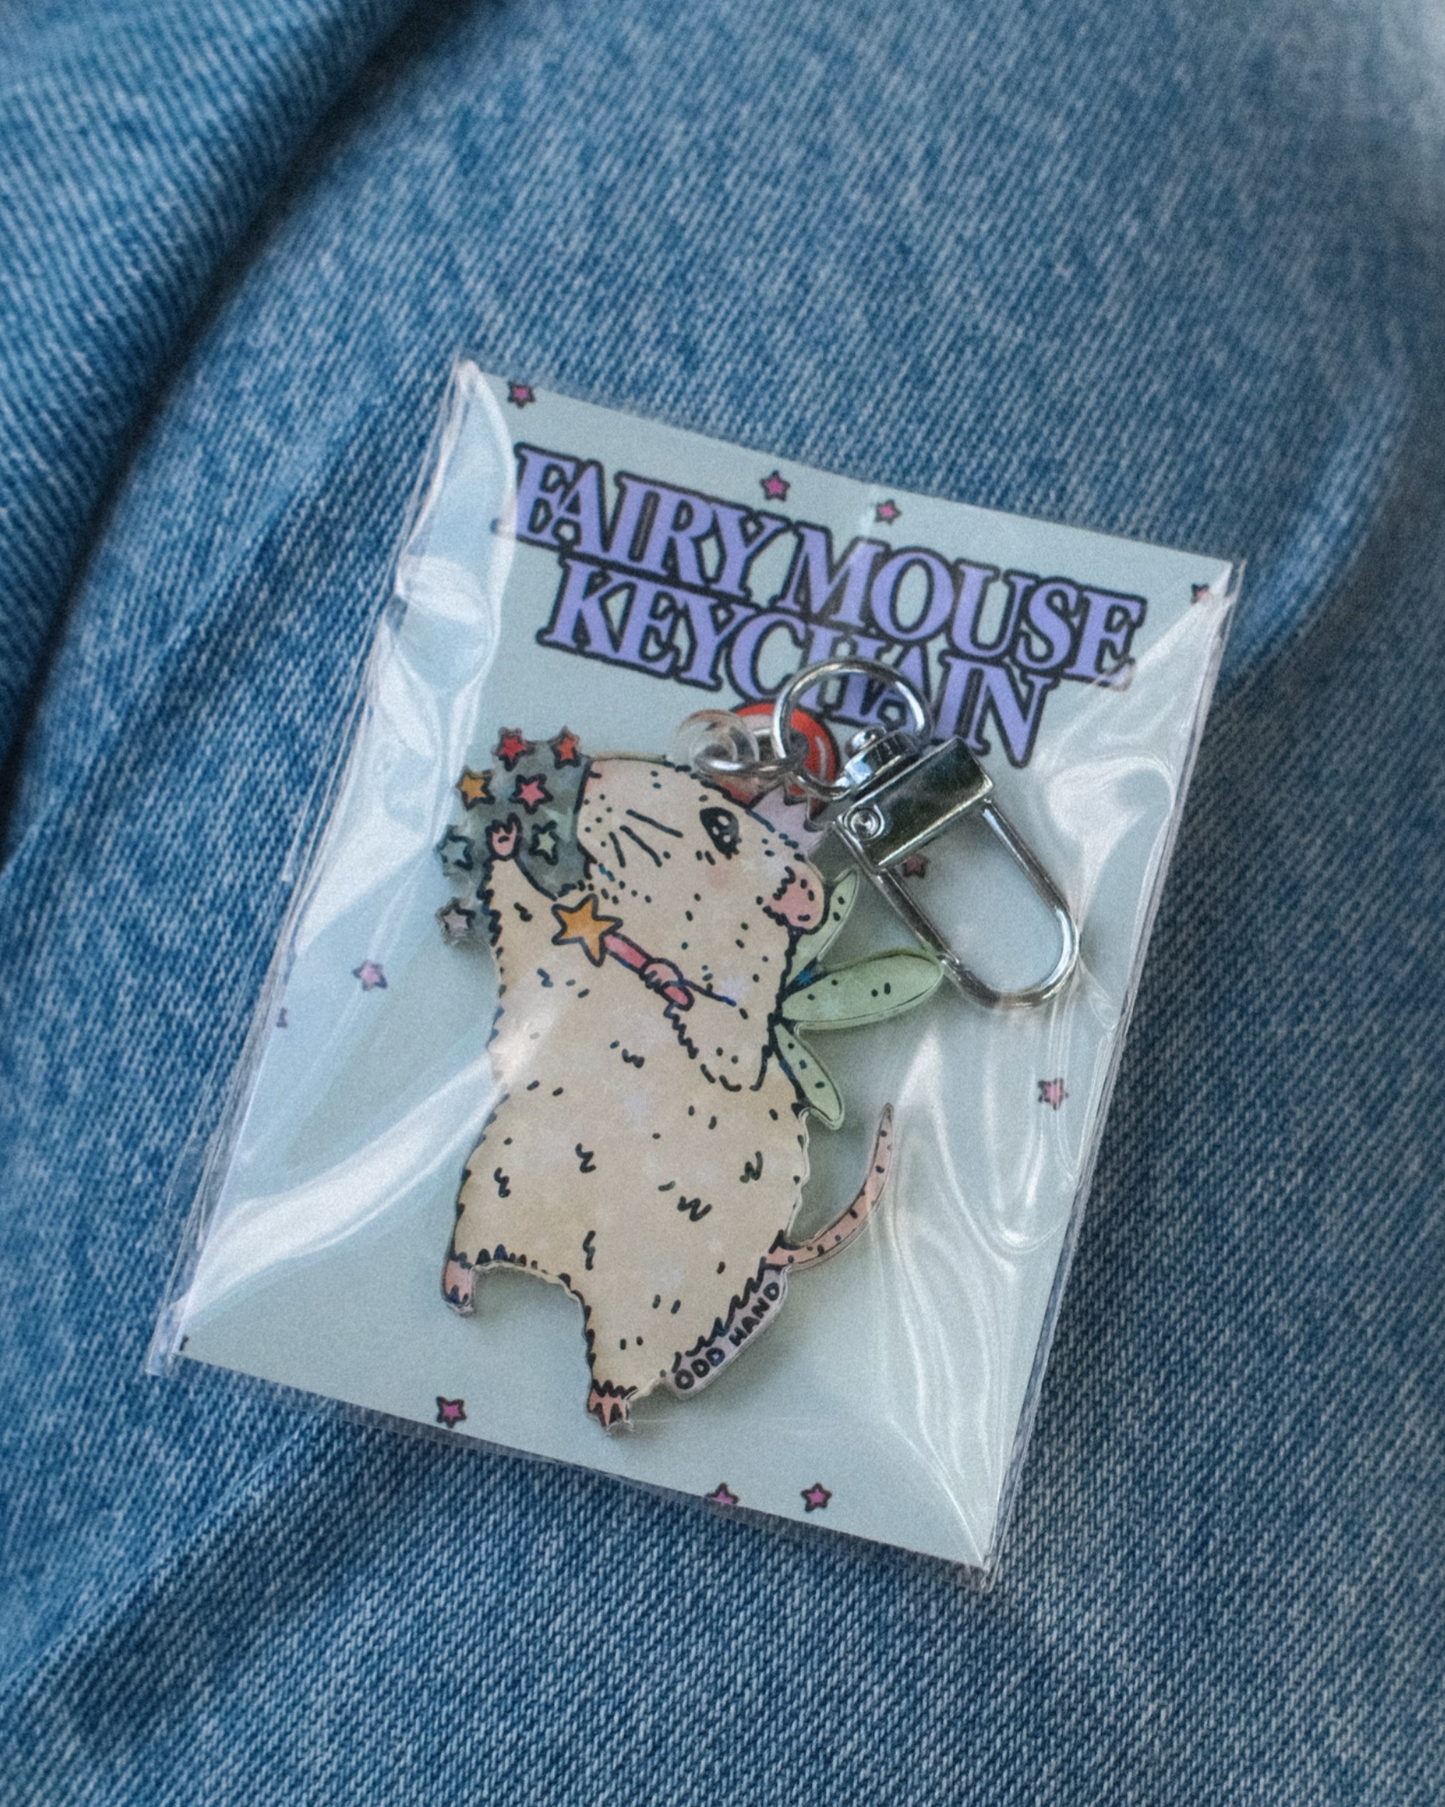 FAIRY MOUSE
KEYCHAIN
ODD HAND